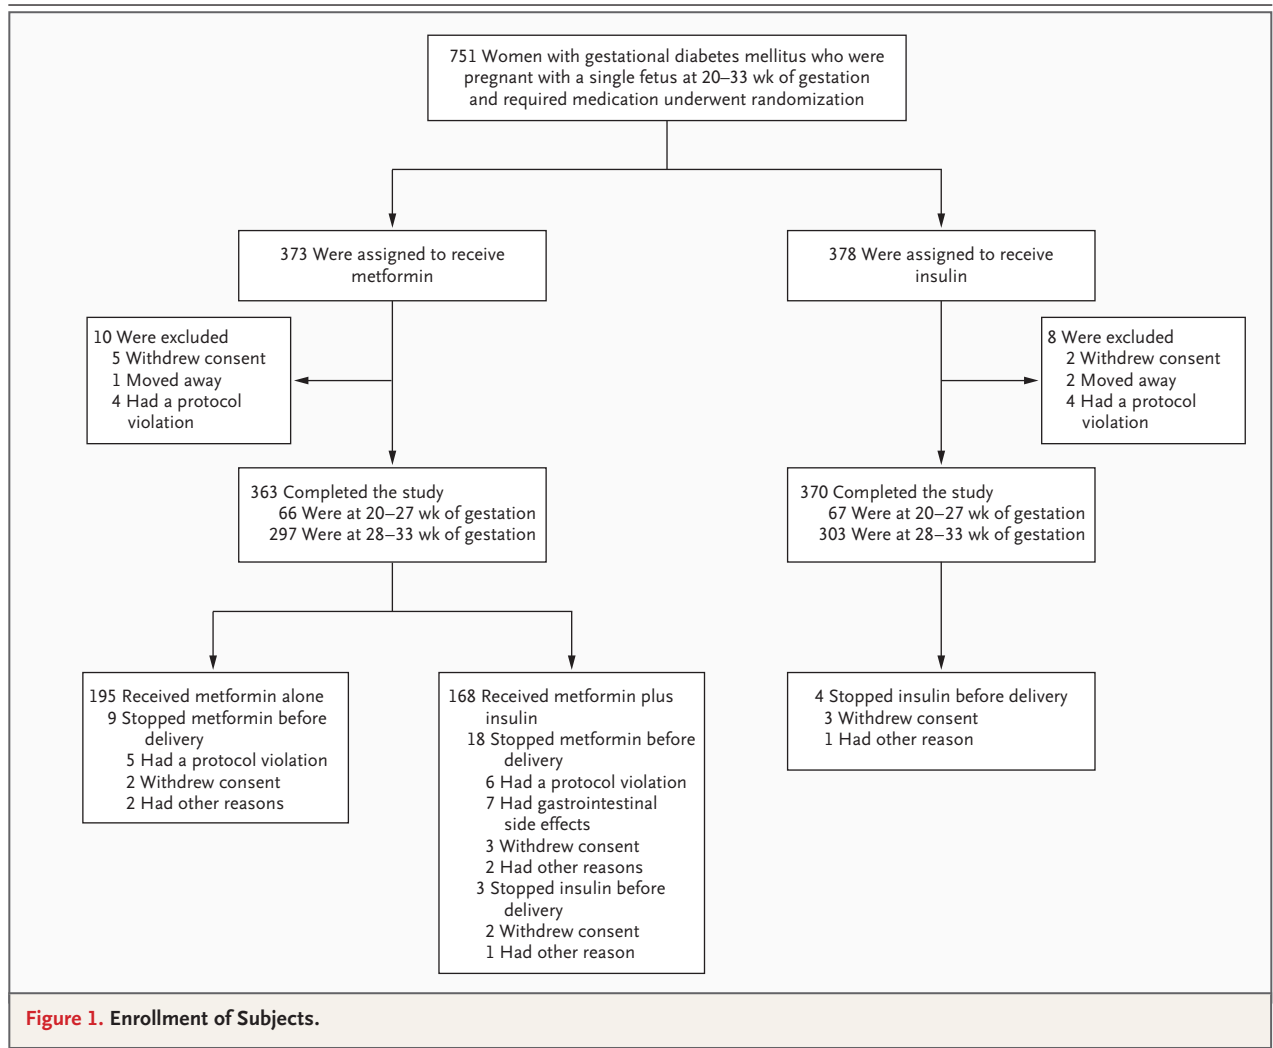 751 Women with gestational diabetes mellitus who were
pregnant with a single fetus at 20–33 wk of gestation
and required medication underwent randomization
373 Were assigned to receive
metformin
378 Were assigned to receive
insulin
10 Were excluded
5 Withdrew consent
1 Moved away
4 Had a protocol
violation
8 Were excluded
2 Withdrew consent
2 Moved away
4 Had a protocol
violation
363 Completed the study
66 Were at 20–27 wk of gestation
297 Were at 28–33 wk of gestation
370 Completed the study
67 Were at 20–27 wk of gestation
303 Were at 28–33 wk of gestation
195 Received metformin alone
9 Stopped metformin before
delivery
5 Had a protocol violation
2 Withdrew consent
2 Had other reasons
168 Received metformin plus
insulin
18 Stopped metformin before
delivery
6 Had a protocol violation
7 Had gastrointestinal
side effects
3 Withdrew consent
2 Had other reasons
3 Stopped insulin before
delivery
2 Withdrew consent
1 Had other reason
4 Stopped insulin before delivery
3 Withdrew consent
1 Had other reason
Figure 1. Enrollment of Subjects.